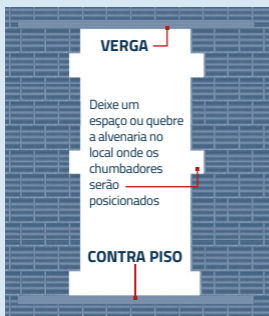 VERGA
Deixe um
espaço ou quebre
a alvenaria no
local onde os
chumbadores
serão
posicionados
CONTRA PISO